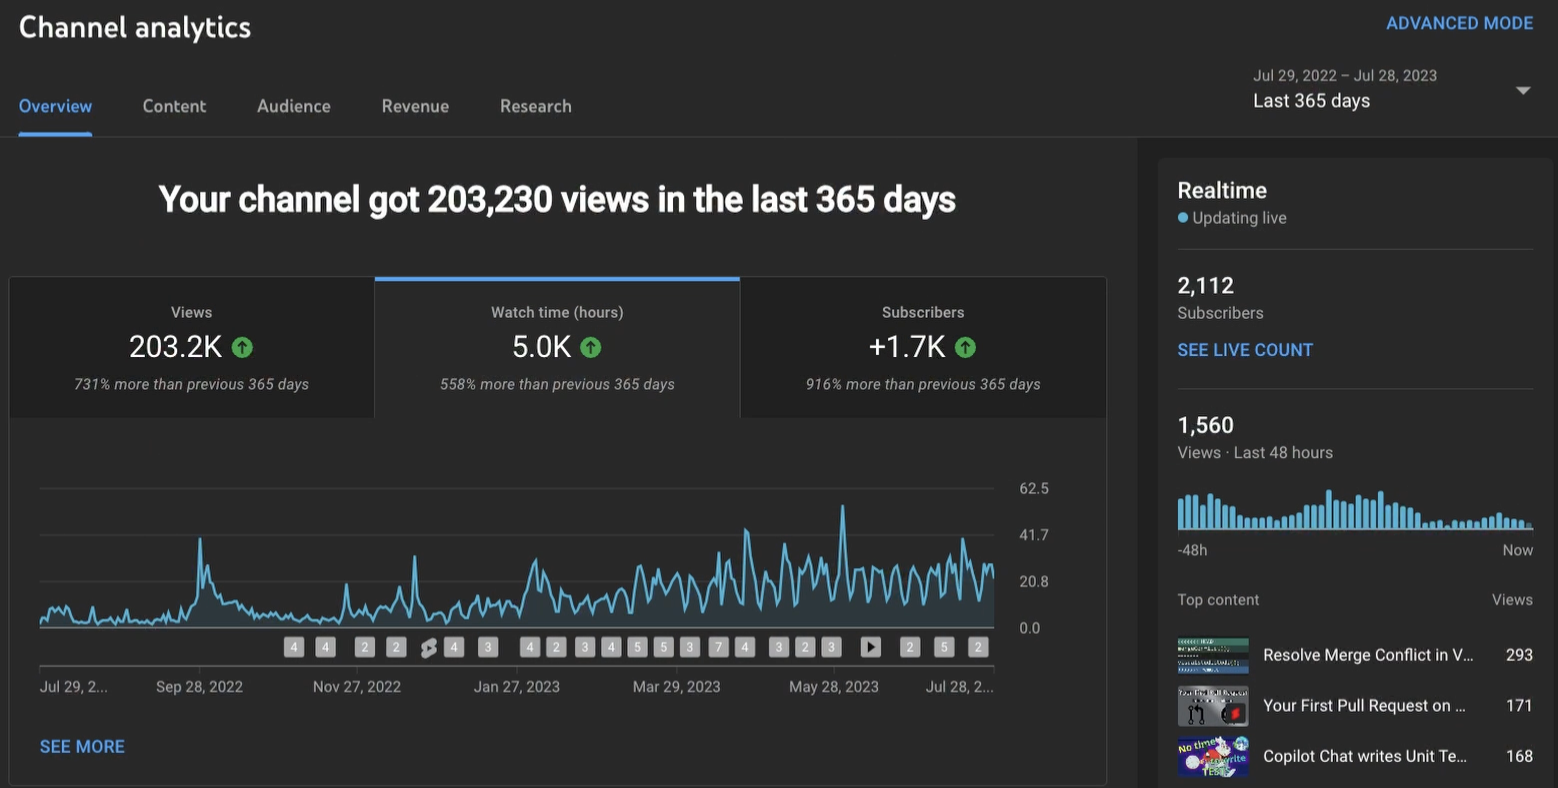 Channel analytics
ADVANCED MODE
Overview
Content
Audience
Revenue
Research
Jul 29, 2022 – Jul 28, 2023
Last 365 days
Your channel got 203,230 views in the last 365 days
Views
203.2K
731% more than previous 365 days
Watch time (hours)
5.0K
558% more than previous 365 days
Subscribers
+1.7K
916% more than previous 365 days
62.5
41.7
20.8
0.0
4 4 2 2 4 3 4 2 3 4 5 5 3 7 4 3 2 3 2 5 2
Jul 29, 2...
Sep 28, 2022
Nov 27, 2022
Jan 27, 2023
Mar 29, 2023
May 28, 2023
Jul 28, 2...
SEE MORE
Realtime
Updating live
2,112
Subscribers
SEE LIVE COUNT
1,560
Views · Last 48 hours
-48h
Now
Top content
Views
Resolve Merge Conflict in V...
293
Your First Pull Request on ...
171
No time
write
TEST
Copilot Chat writes Unit Te...
168